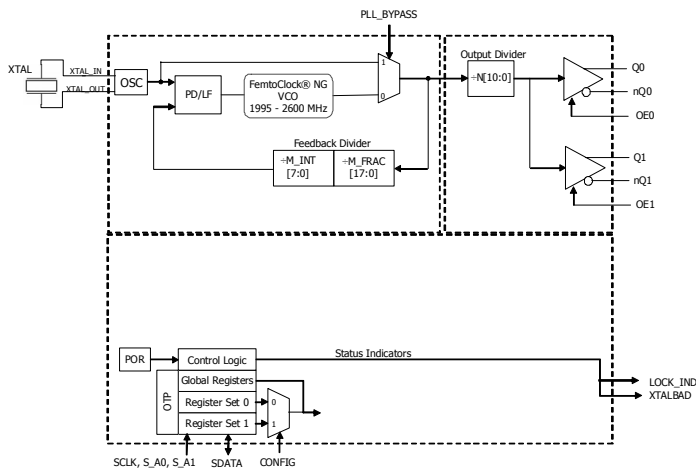 PLL_BYPASS
XTAL
XTAL_IN
XTAL_OUT
OSC
PD/LF
FemtoClock® NG
VCO
1995 - 2600 MHz
1
0
Output Divider
÷N[10:0]
Q0
nQ0
OE0
Feedback Divider
÷M_INT
[7:0]
÷M_FRAC
[17:0]
Q1
nQ1
OE1
POR
Control Logic
Status Indicators
OTP
Global Registers
Register Set 0
0
Register Set 1
1
LOCK_IND
XTALBAD
SCLK, S_A0, S_A1
SDATA
CONFIG